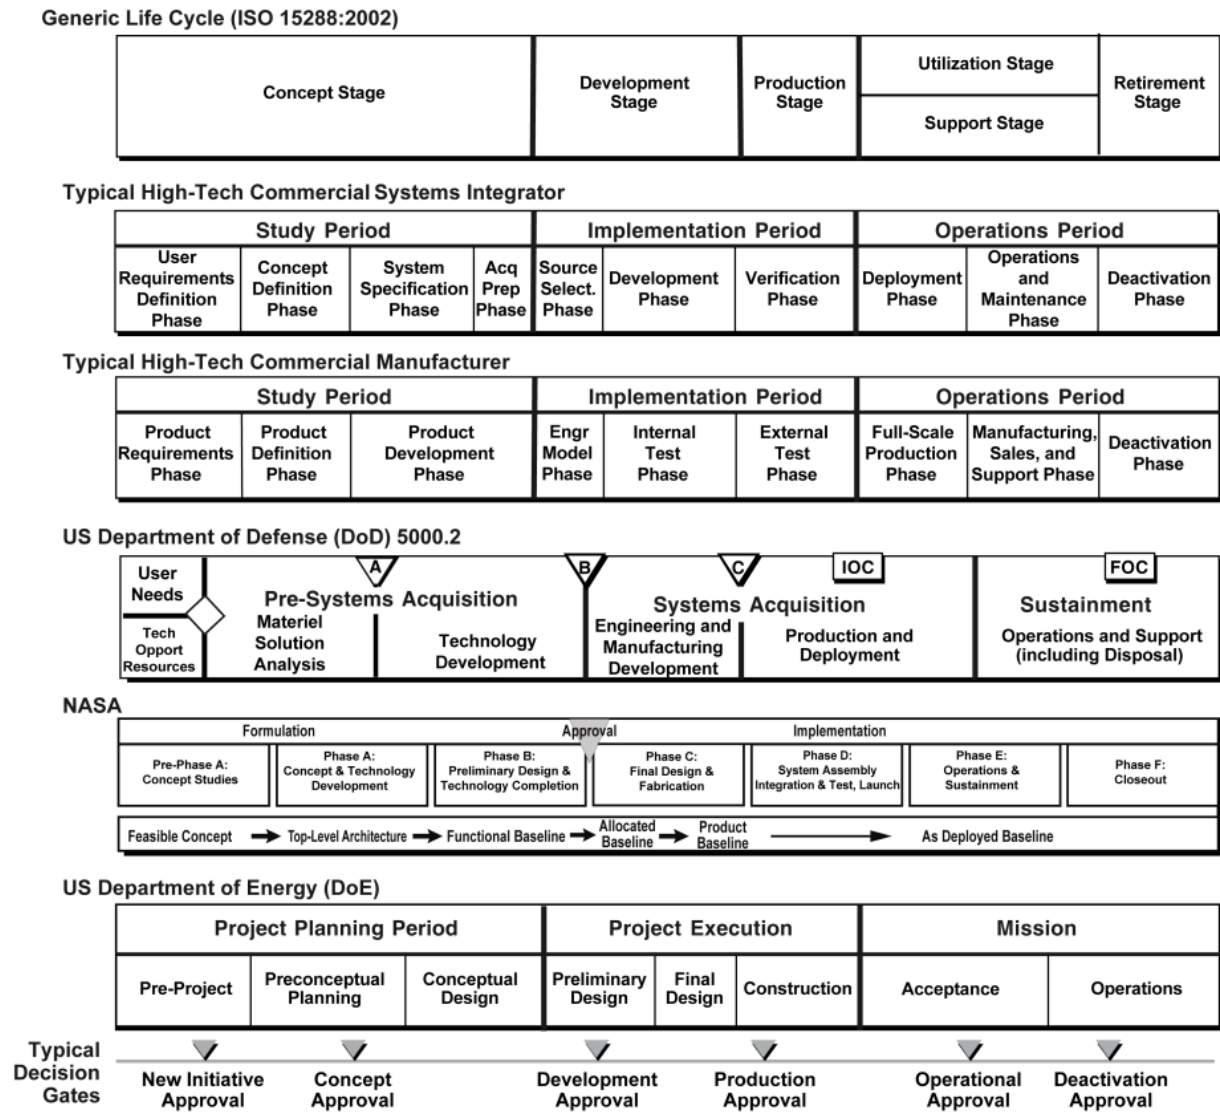 Generic Life Cycle (ISO 15288:2002)
Concept Stage
Development
Stage
Production
Stage
Utilization Stage
Support Stage
Retirement
Stage
Typical High-Tech Commercial Systems Integrator
Study Period
Implementation Period
Operations Period
User
Requirements
Definition
Phase
Concept
Definition
Phase
System
Specification
Phase
Acq
Prep
Phase
Source
Select.
Phase
Development
Phase
Verification
Phase
Deployment
Phase
Operations
and
Maintenance
Phase
Deactivation
Phase
Typical High-Tech Commercial Manufacturer
Study Period
Implementation Period
Operations Period
Product
Requirements
Phase
Product
Definition
Phase
Product
Development
Phase
Engr
Model
Phase
Internal
Test
Phase
External
Test
Phase
Full-Scale
Production
Phase
Manufacturing,
Sales, and
Support Phase
Deactivation
Phase
US Department of Defense (DoD) 5000.2
User
Needs
Tech
Opport
Resources
A
B
C
IOC
FOC
Pre-Systems Acquisition
Materiel
Solution
Analysis
Technology
Development
Systems Acquisition
Engineering and
Manufacturing
Development
Production and
Deployment
Sustainment
Operations and Support
(including Disposal)
NASA
Formulation
Approval
Implementation
Pre-Phase A:
Concept Studies
Phase A:
Concept & Technology
Development
Phase B:
Preliminary Design &
Technology Completion
Phase C:
Final Design &
Fabrication
Phase D:
System Assembly
Integration & Test, Launch
Phase E:
Operations &
Sustainment
Phase F:
Closeout
Feasible Concept
Top-Level Architecture
Functional Baseline
Allocated
Baseline
Product
Baseline
As Deployed Baseline
US Department of Energy (DoE)
Project Planning Period
Project Execution
Mission
Pre-Project
Preconceptual
Planning
Conceptual
Design
Preliminary
Design
Final
Design
Construction
Acceptance
Operations
Typical
Decision
Gates
New Initiative
Approval
Concept
Approval
Development
Approval
Production
Approval
Operational
Approval
Deactivation
Approval